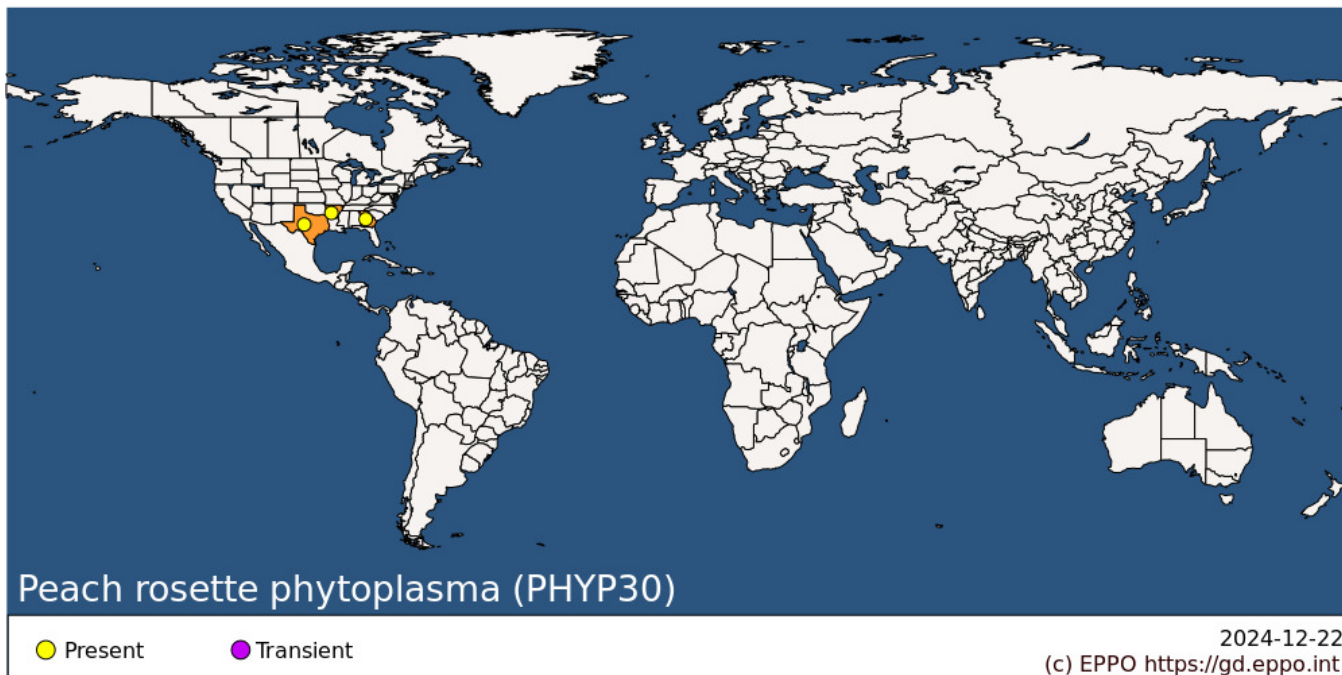 Peach rosette phytoplasma (PHYP30)
Present
Transient
2024-12-22
(c) EPPO https://gd.eppo.int